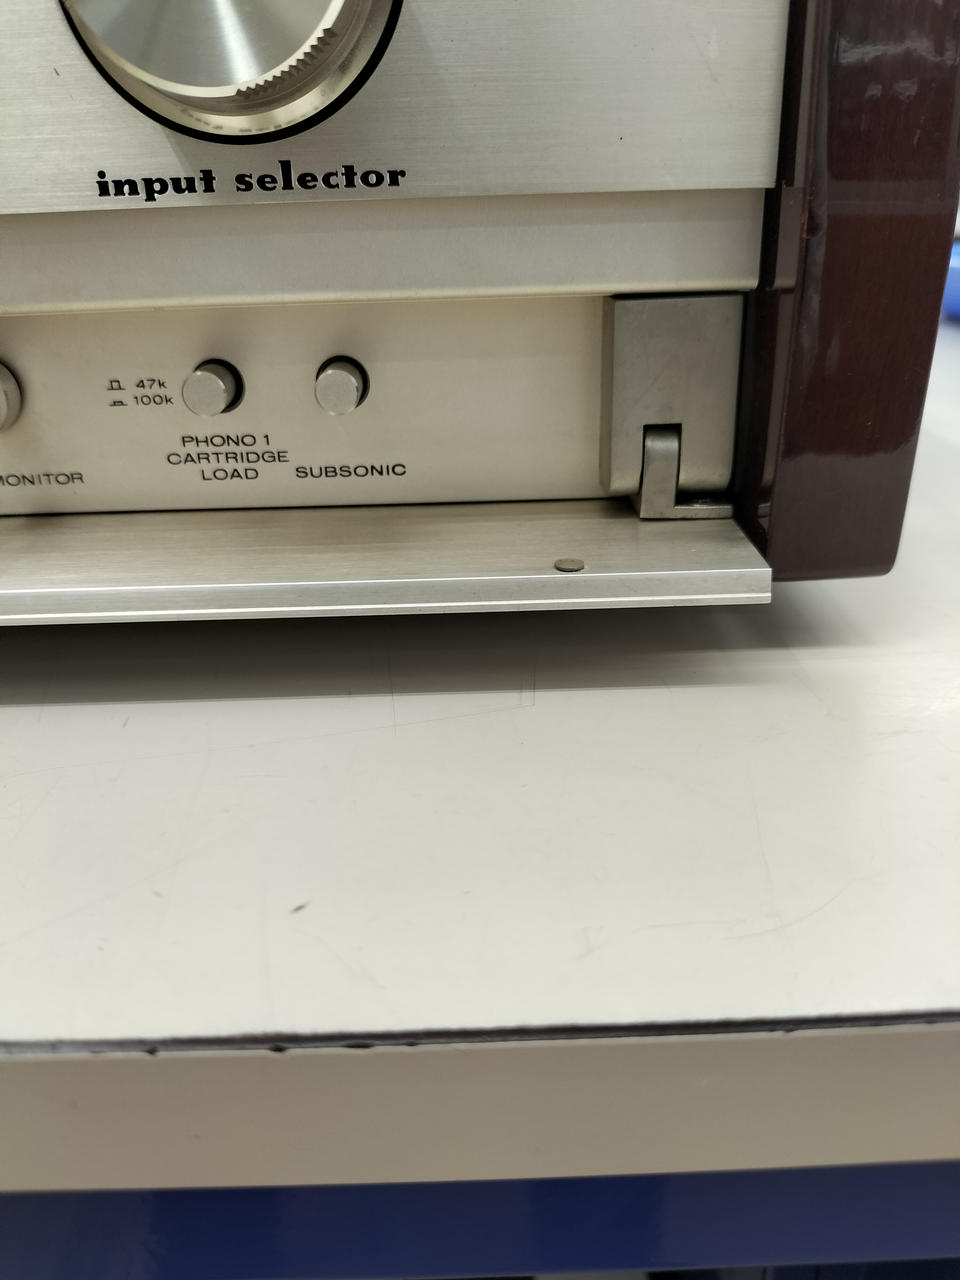 input selector
47k
100k
PHONO 1
CARTRIDGE
LOAD
SUBSONIC
MONITOR